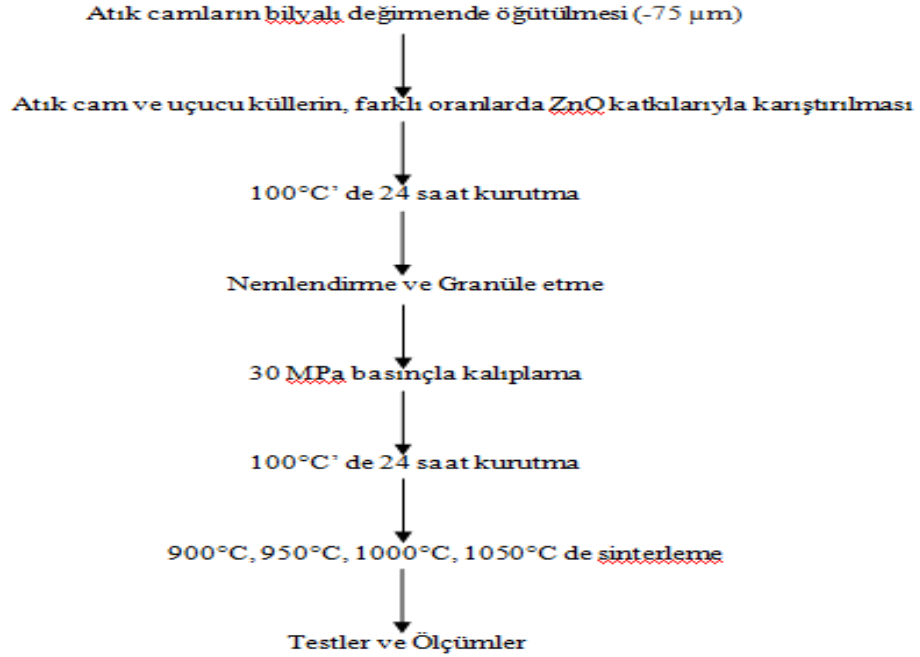 Atık camların bilyalı değirmende öğütülmesi (-75 µm)
Atık cam ve uçucu küllerin, farklı oranlarda ZnO katkılarıyla karıştırılması
100°C’ de 24 saat kurutma
Nemlendirme ve Granüle etme
30 MPa basınçla kalıplama
100°C’ de 24 saat kurutma
900°C, 950°C, 1000°C, 1050°C de sinterleme
Testler ve Ölçümler